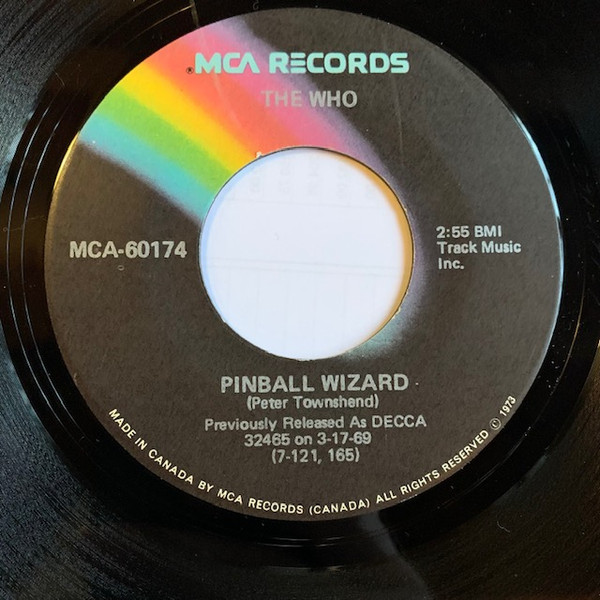 ®MCA RECORDS
THE WHO
MCA-60174
2:55 BMI
Track Music
Inc.
PINBALL WIZARD
(Peter Townshend)
Previously Released As DECCA
32465 on 3-17-69
(7-121, 165)
MADE IN CANADA BY MCA RECORDS (CANADA) ALL RIGHTS RESERVED © 1973